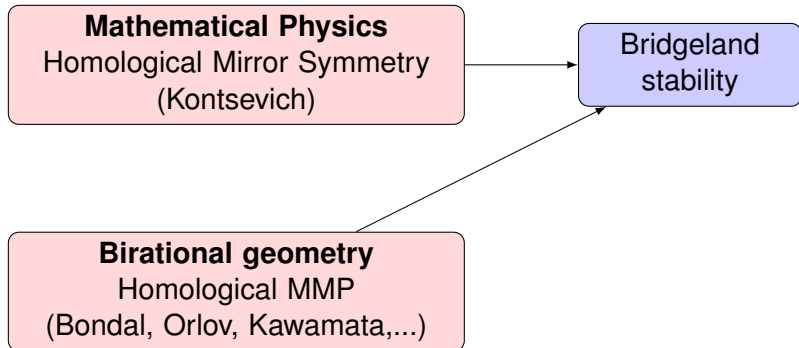 Mathematical Physics
Homological Mirror Symmetry
(Kontsevich)
Bridgeland
stability
Birational geometry
Homological MMP
(Bondal, Orlov, Kawamata,...)